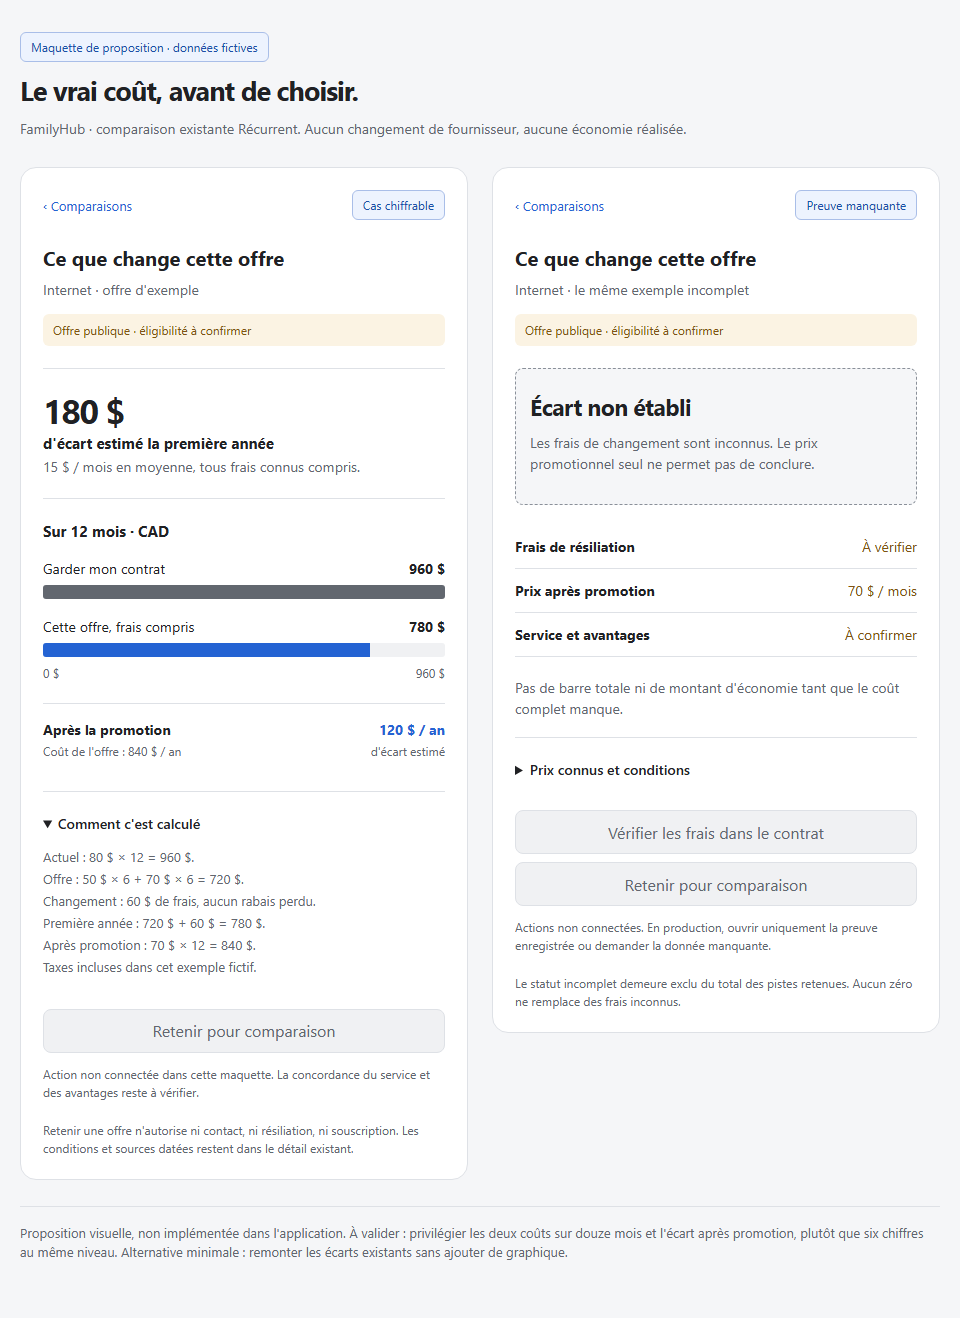 Maquette de proposition · données fictives
Le vrai coût, avant de choisir.
FamilyHub · comparaison existante Récurrent. Aucun changement de fournisseur, aucune économie réalisée.
‹ Comparaisons
Cas chiffrable
Ce que change cette offre
Internet · offre d'exemple
Offre publique · éligibilité à confirmer
180 $
d'écart estimé la première année
15 $ / mois en moyenne, tous frais connus compris.
Sur 12 mois · CAD
Garder mon contrat
960 $
Cette offre, frais compris
780 $
0 $
960 $
Après la promotion
120 $ / an
Coût de l'offre : 840 $ / an
d'écart estimé
▼ Comment c'est calculé
Actuel : 80 $ × 12 = 960 $.
Offre : 50 $ × 6 + 70 $ × 6 = 720 $.
Changement : 60 $ de frais, aucun rabais perdu.
Première année : 720 $ + 60 $ = 780 $.
Après promotion : 70 $ × 12 = 840 $.
Taxes incluses dans cet exemple fictif.
Retenir pour comparaison
Action non connectée dans cette maquette. La concordance du service et
des avantages reste à vérifier.
Retenir une offre n'autorise ni contact, ni résiliation, ni souscription. Les
conditions et sources datées restent dans le détail existant.
‹ Comparaisons
Preuve manquante
Ce que change cette offre
Internet · le même exemple incomplet
Offre publique · éligibilité à confirmer
Écart non établi
Les frais de changement sont inconnus. Le prix
promotionnel seul ne permet pas de conclure.
Frais de résiliation
À vérifier
Prix après promotion
70 $ / mois
Service et avantages
À confirmer
Pas de barre totale ni de montant d'économie tant que le coût
complet manque.
▶ Prix connus et conditions
Vérifier les frais dans le contrat
Retenir pour comparaison
Actions non connectées. En production, ouvrir uniquement la preuve
enregistrée ou demander la donnée manquante.
Le statut incomplet demeure exclu du total des pistes retenues. Aucun zéro
ne remplace des frais inconnus.
Proposition visuelle, non implémentée dans l'application. À valider : privilégier les deux coûts sur douze mois et l'écart après promotion, plutôt que six chiffres
au même niveau. Alternative minimale : remonter les écarts existants sans ajouter de graphique.